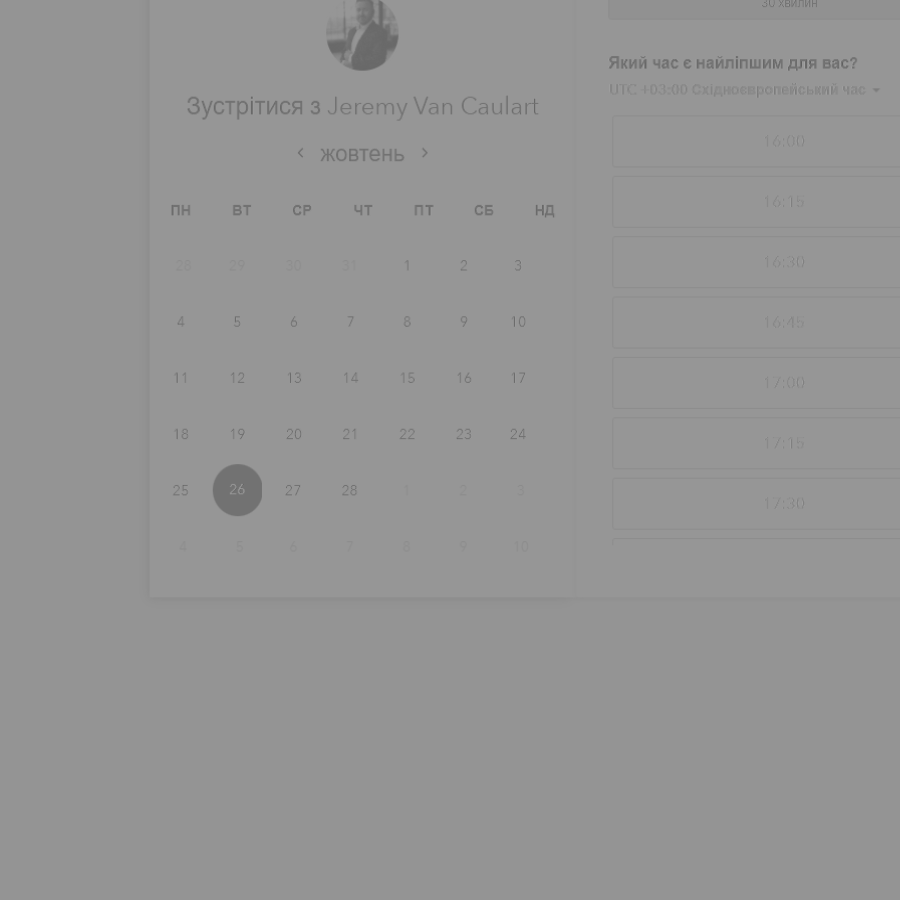 Зустрітися з Jeremy Van Caulart
жовтень
ПН ВТ СР ЧТ ПТ СБ НД
28 29 30 31 1 2 3
4 5 6 7 8 9 10
11 12 13 14 15 16 17
18 19 20 21 22 23 24
25 26 27 28 1 2 3
4 5 6 7 8 9 10
30 хвилин
Який час є найліпшим для вас?
UTC +03:00 Східноєвропейський час
16:00
16:15
16:30
16:45
17:00
17:15
17:30